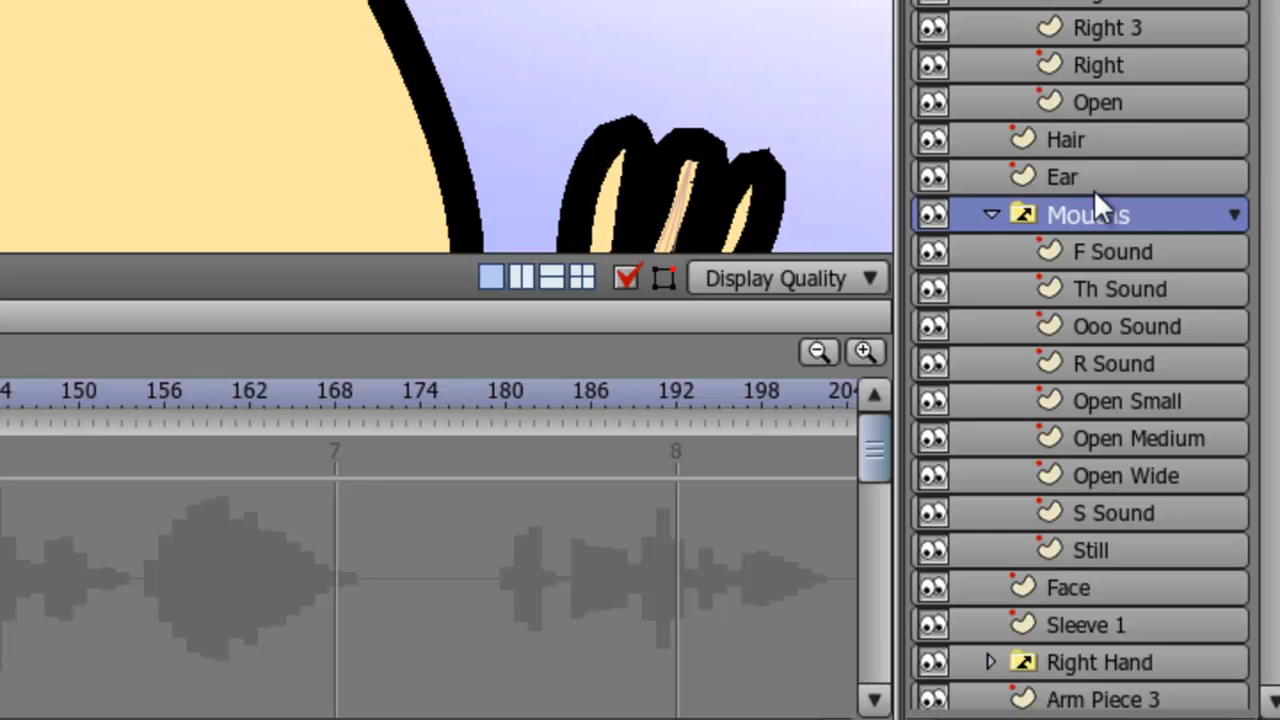 Right 3
Right
Open
Hair
Ear
F Sound
Th Sound
Ooo Sound
R Sound
Open Small
Open Medium
Open Wide
S Sound
Still
Face
Sleeve 1
Right Hand
Arm Piece 3
Display Quality
150 156 162 168 174 180 186 192 198
7 8